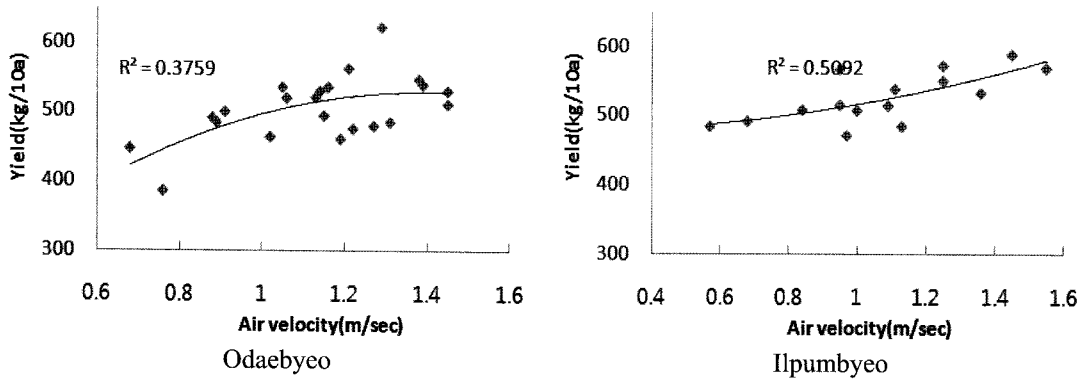 Yield(kg/10a)
600
500
400
300
R² = 0.3759
0.6
0.8
1
1.2
1.4
1.6
Air velocity(m/sec)
Odaebyeo
Yield(kg/10a)
600
500
400
300
R² = 0.5092
0.4
0.6
0.8
1
1.2
1.4
1.6
Air velocity(m/sec)
Ilpumbyeo